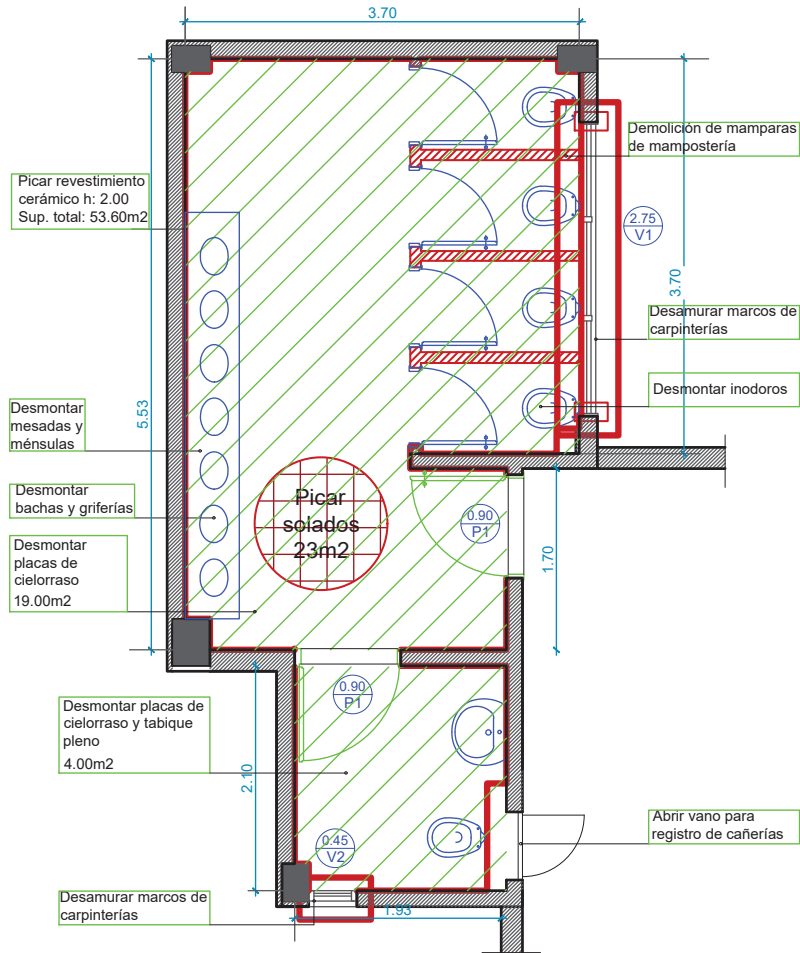 3.70
Demolición de mamparas
de mampostería
Picar revestimiento
cerámico h: 2.00
Sup. total: 53.60m2
2.75
V1
3.70
Desamurar marcos de
carpinterías
Desmontar inodoros
5.53
Desmontar
mesadas y
ménsulas
Desmontar
bachas y griferías
Picar
solados
23m2
0.90
P1
Desmontar
placas de
cielorraso
19.00m2
1.70
0.90
P1
Desmontar placas de
cielorraso y tabique
pleno
4.00m2
2.10
0.45
V2
Abrir vano para
registro de cañerías
Desamurar marcos de
carpinterías
1.93